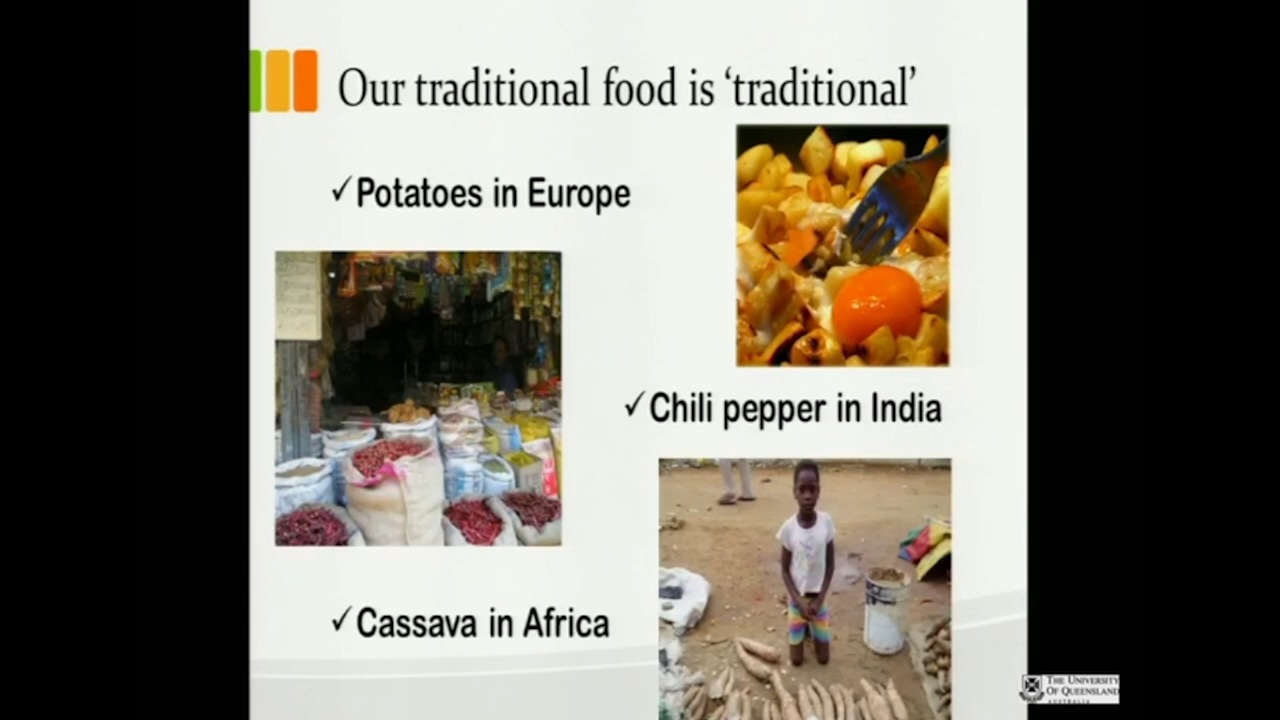 Our traditional food is ‘traditional’
✓Potatoes in Europe
✓Chili pepper in India
✓Cassava in Africa
THE UNIVERSITY
OF QUEENSLAND
AUSTRALIA